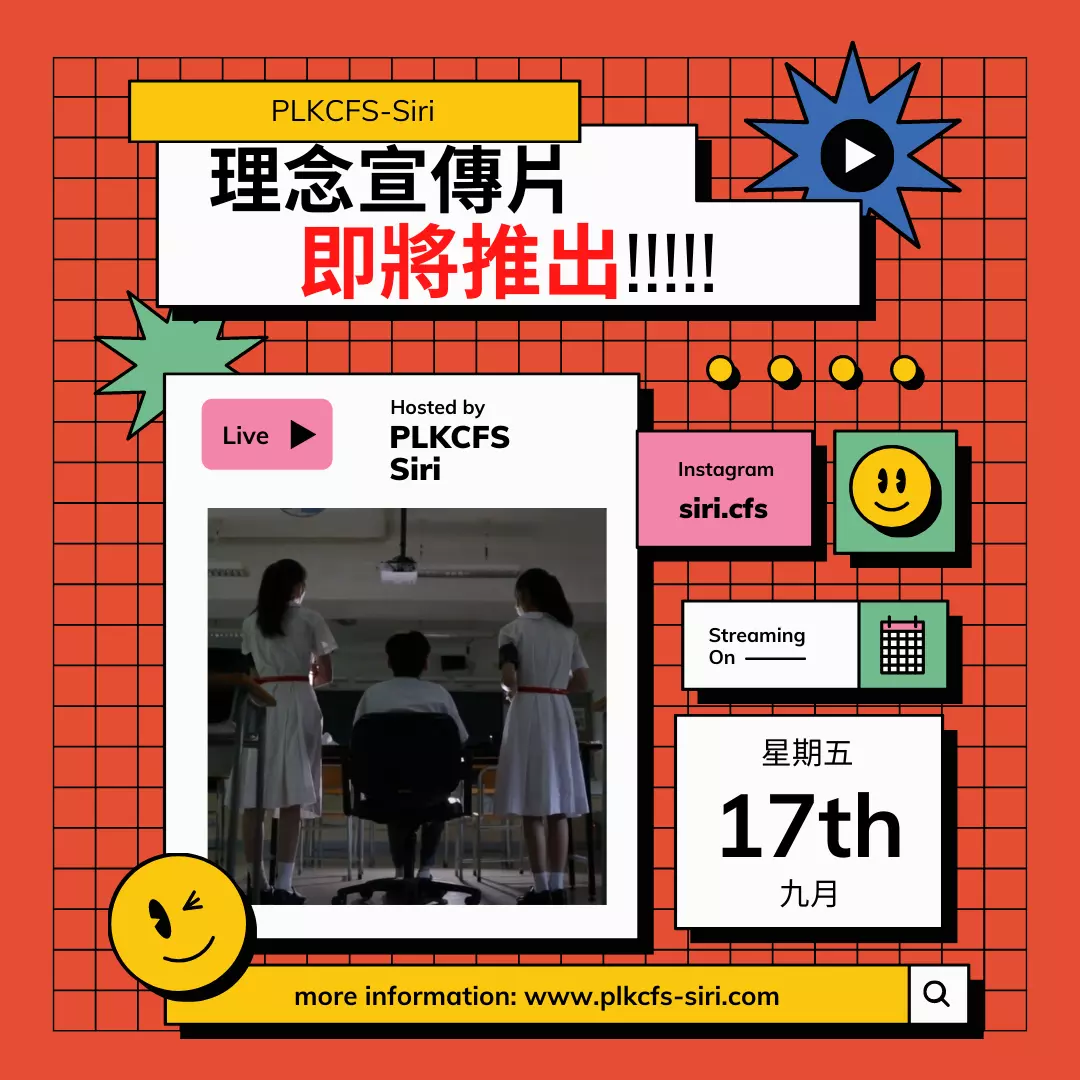 PLKCFS-Siri
理念宣傳片
即將推出!!!!!
Live
Hosted by
PLKCFS
Siri
Instagram
siri.cfs
Streaming
On
星期五
17th
九月
more information: www.plkcfs-siri.com